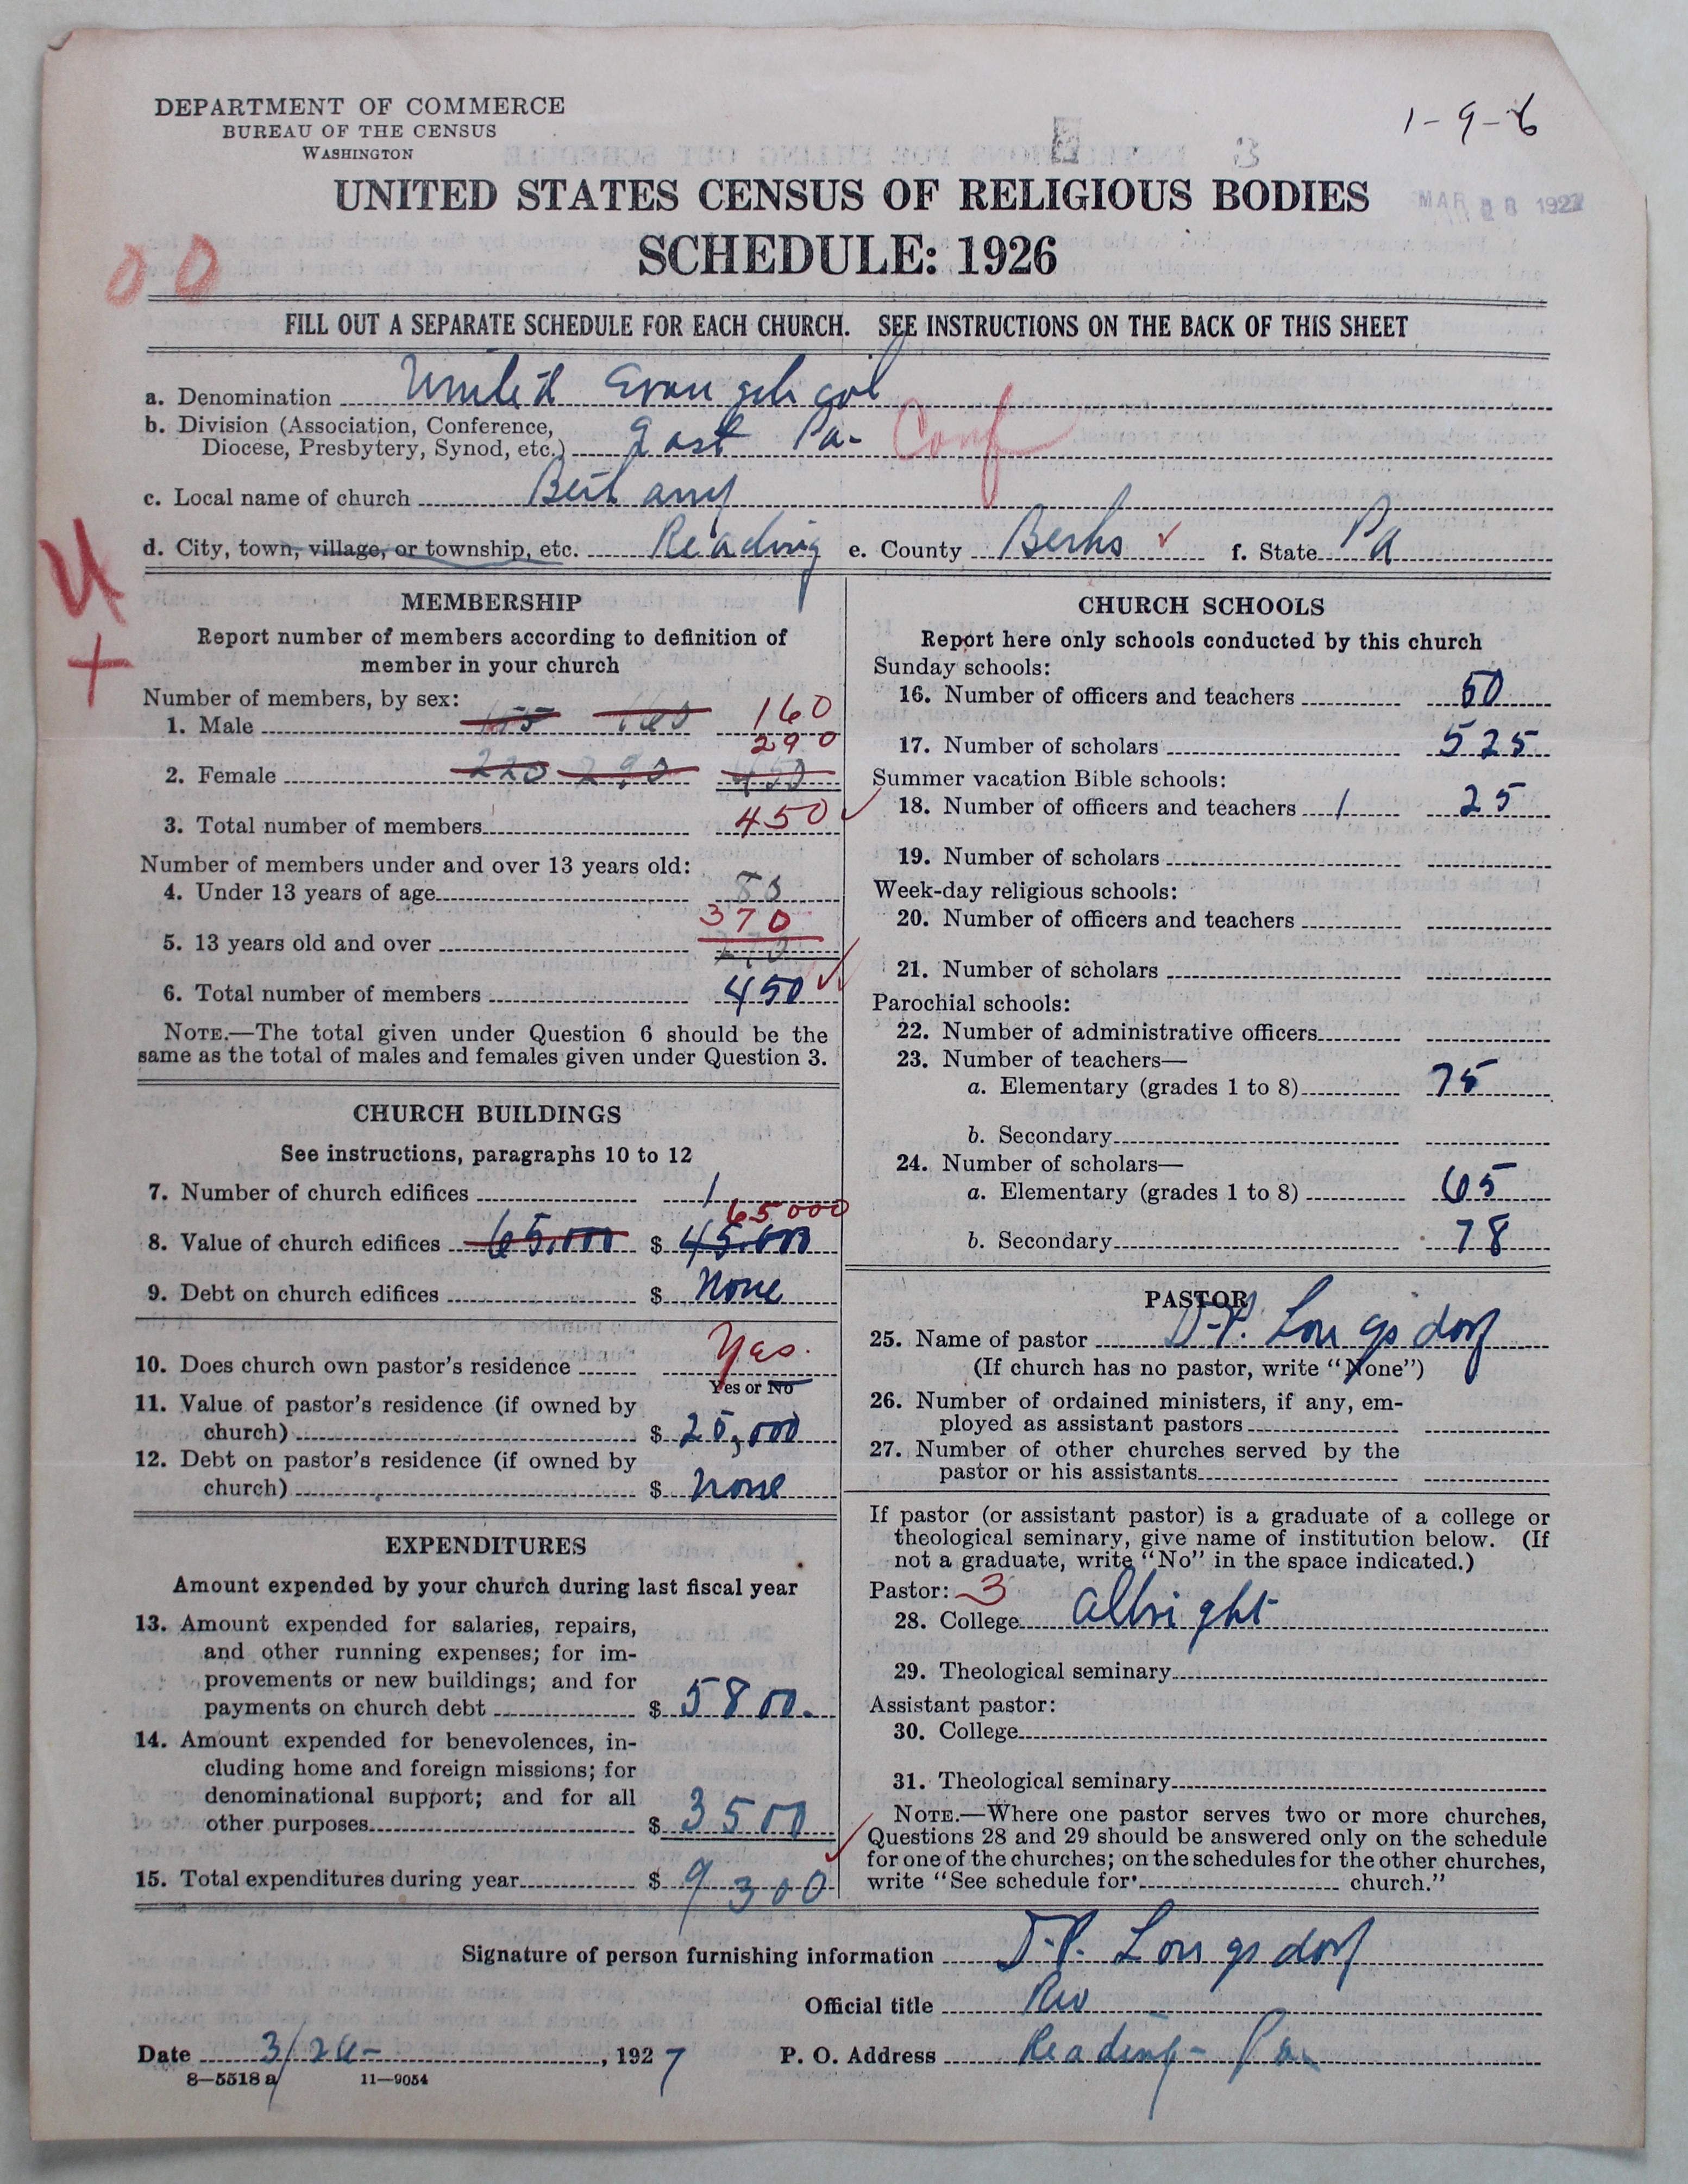 DEPARTMENT OF COMMERCE
BUREAU OF THE CENSUS
WASHINGTON
1-9-6
UNITED STATES CENSUS OF RELIGIOUS BODIES
MAR 28 1927
SCHEDULE: 1926
00
FILL OUT A SEPARATE SCHEDULE FOR EACH CHURCH. SEE INSTRUCTIONS ON THE BACK OF THIS SHEET
a. Denomination United Evangelical
b. Division (Association, Conference,
Diocese, Presbytery, Synod, etc.) East Pa- Conf
c. Local name of church Bethany
d. City, town, village, or township, etc. Reading e. County Berks ✓ f. State Pa
U
+
MEMBERSHIP
Report number of members according to definition of
member in your church
Number of members, by sex:
1. Male 155 160 160
290
2. Female 220 290 450
3. Total number of members 450 ✓
Number of members under and over 13 years old:
4. Under 13 years of age 80
370
5. 13 years old and over
6. Total number of members 450 ✓
NOTE.—The total given under Question 6 should be the
same as the total of males and females given under Question 3.
CHURCH BUILDINGS
See instructions, paragraphs 10 to 12
7. Number of church edifices 1
65000
8. Value of church edifices 65,000 $ 45,000
9. Debt on church edifices $ None
10. Does church own pastor's residence Yes.
Yes or No
11. Value of pastor's residence (if owned by
church) $ 20,000
12. Debt on pastor's residence (if owned by
church) $ None
EXPENDITURES
Amount expended by your church during last fiscal year
13. Amount expended for salaries, repairs,
and other running expenses; for im-
provements or new buildings; and for
payments on church debt $ 5800.
14. Amount expended for benevolences, in-
cluding home and foreign missions; for
denominational support; and for all
other purposes $ 3500
15. Total expenditures during year $ 9300
CHURCH SCHOOLS
Report here only schools conducted by this church
Sunday schools:
16. Number of officers and teachers 50
17. Number of scholars 525
Summer vacation Bible schools:
18. Number of officers and teachers 1 25
19. Number of scholars
Week-day religious schools:
20. Number of officers and teachers
21. Number of scholars
Parochial schools:
22. Number of administrative officers
23. Number of teachers—
a. Elementary (grades 1 to 8) 75
b. Secondary
24. Number of scholars—
a. Elementary (grades 1 to 8) 65
b. Secondary 78
PASTOR
25. Name of pastor D.P. Longsdorf
(If church has no pastor, write "None")
26. Number of ordained ministers, if any, em-
ployed as assistant pastors
27. Number of other churches served by the
pastor or his assistants
If pastor (or assistant pastor) is a graduate of a college or
theological seminary, give name of institution below. (If
not a graduate, write "No" in the space indicated.)
Pastor: 3
28. College Albright
29. Theological seminary
Assistant pastor:
30. College
31. Theological seminary
NOTE.—Where one pastor serves two or more churches,
Questions 28 and 29 should be answered only on the schedule
for one of the churches; on the schedules for the other churches,
write "See schedule for church."
Signature of person furnishing information D.P. Longsdorf
Official title Rev
Date 3/26-, 1927 P. O. Address Reading- Pa
8—5518 a 11—9054